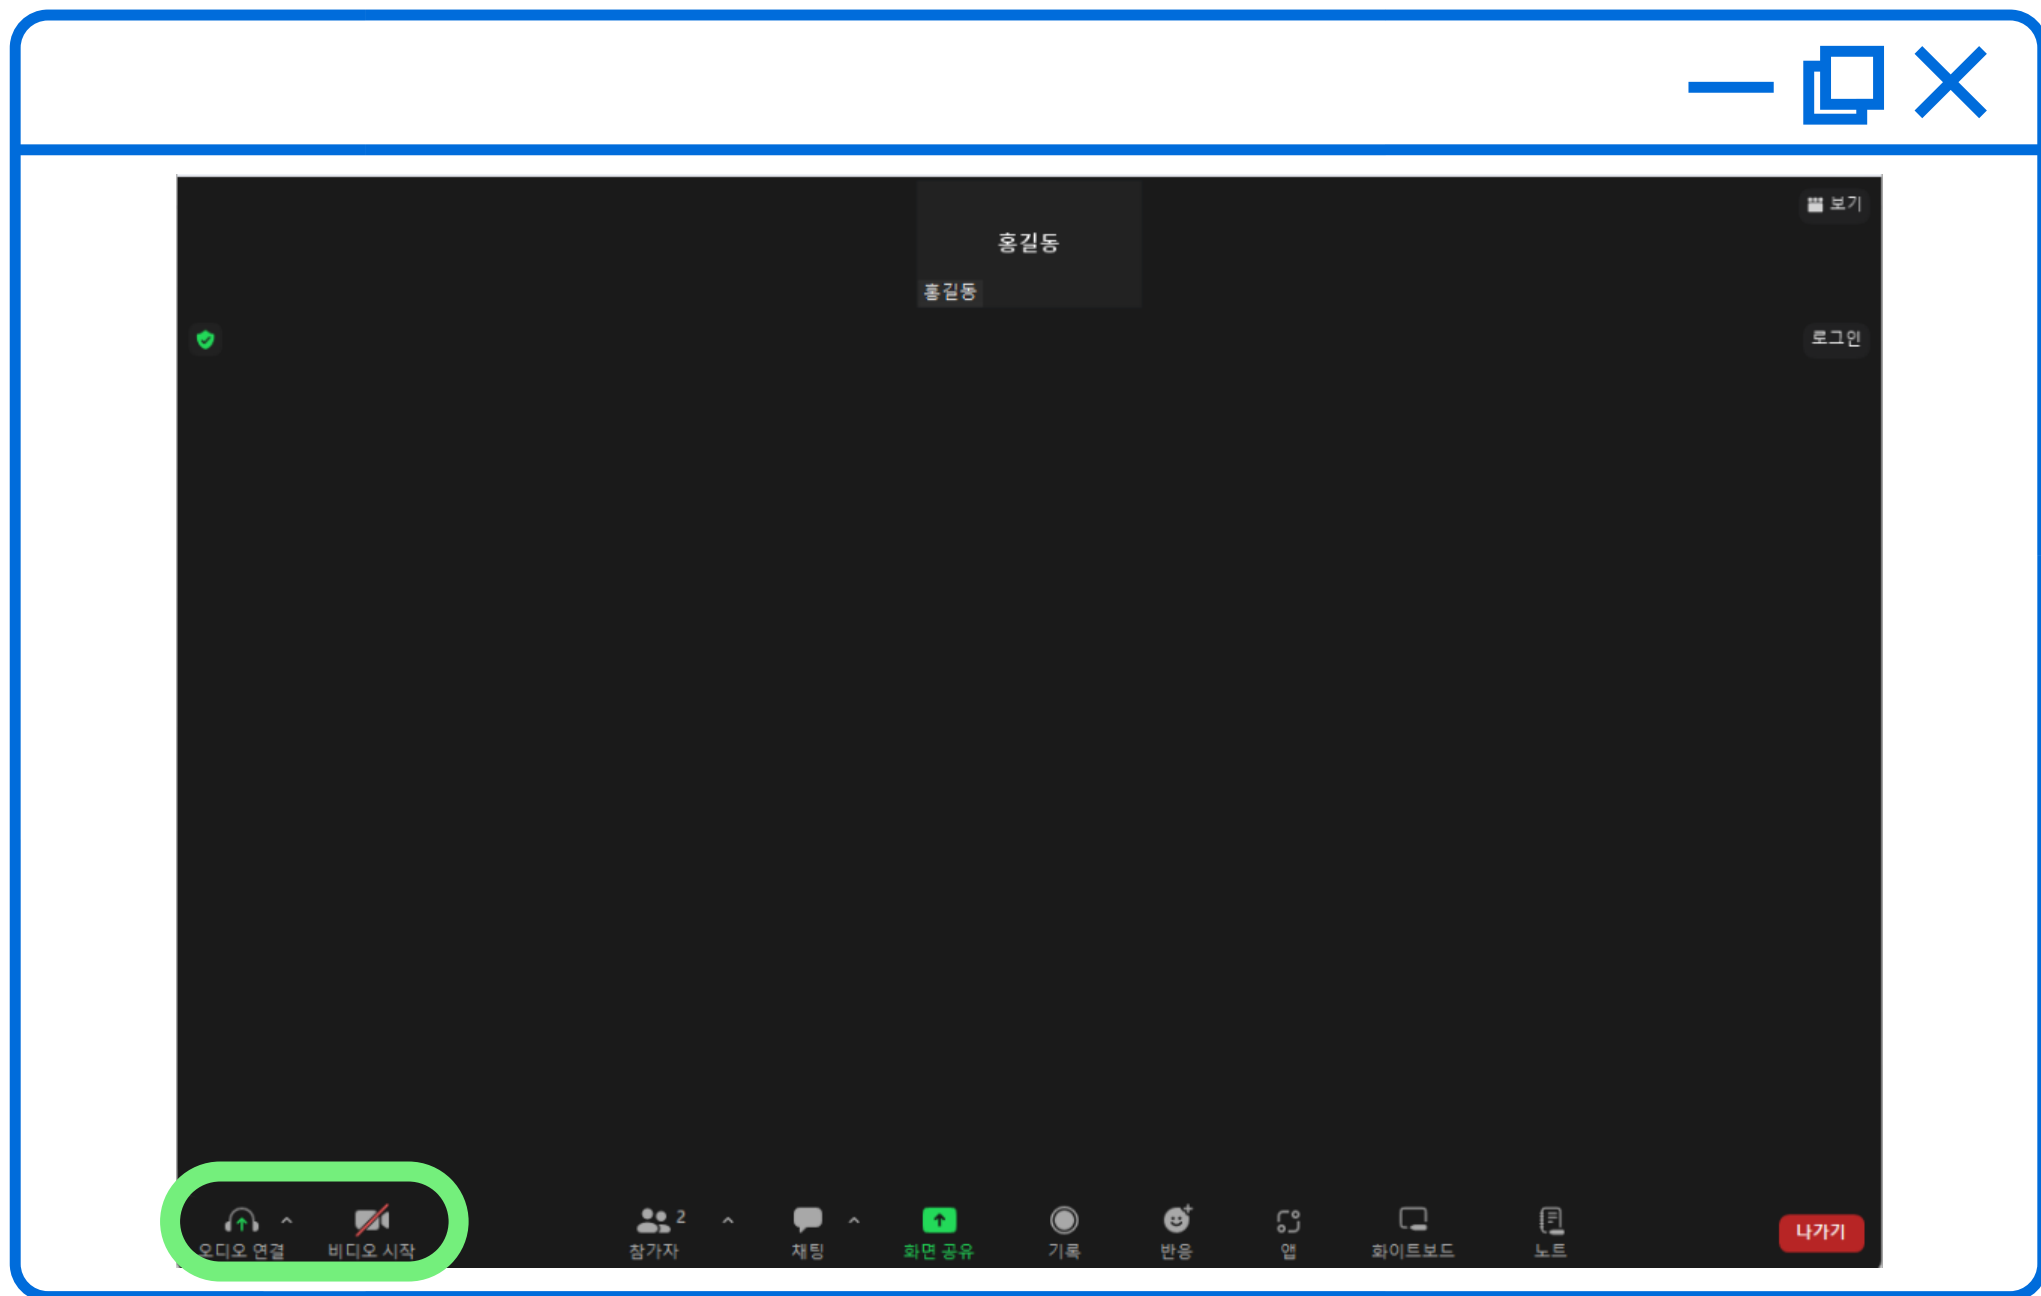 보기
홍길동
홍길동
로그인
오디오 연결
비디오 시작
참가자 2
채팅
화면 공유
기록
반응
앱
화이트보드
노트
나가기